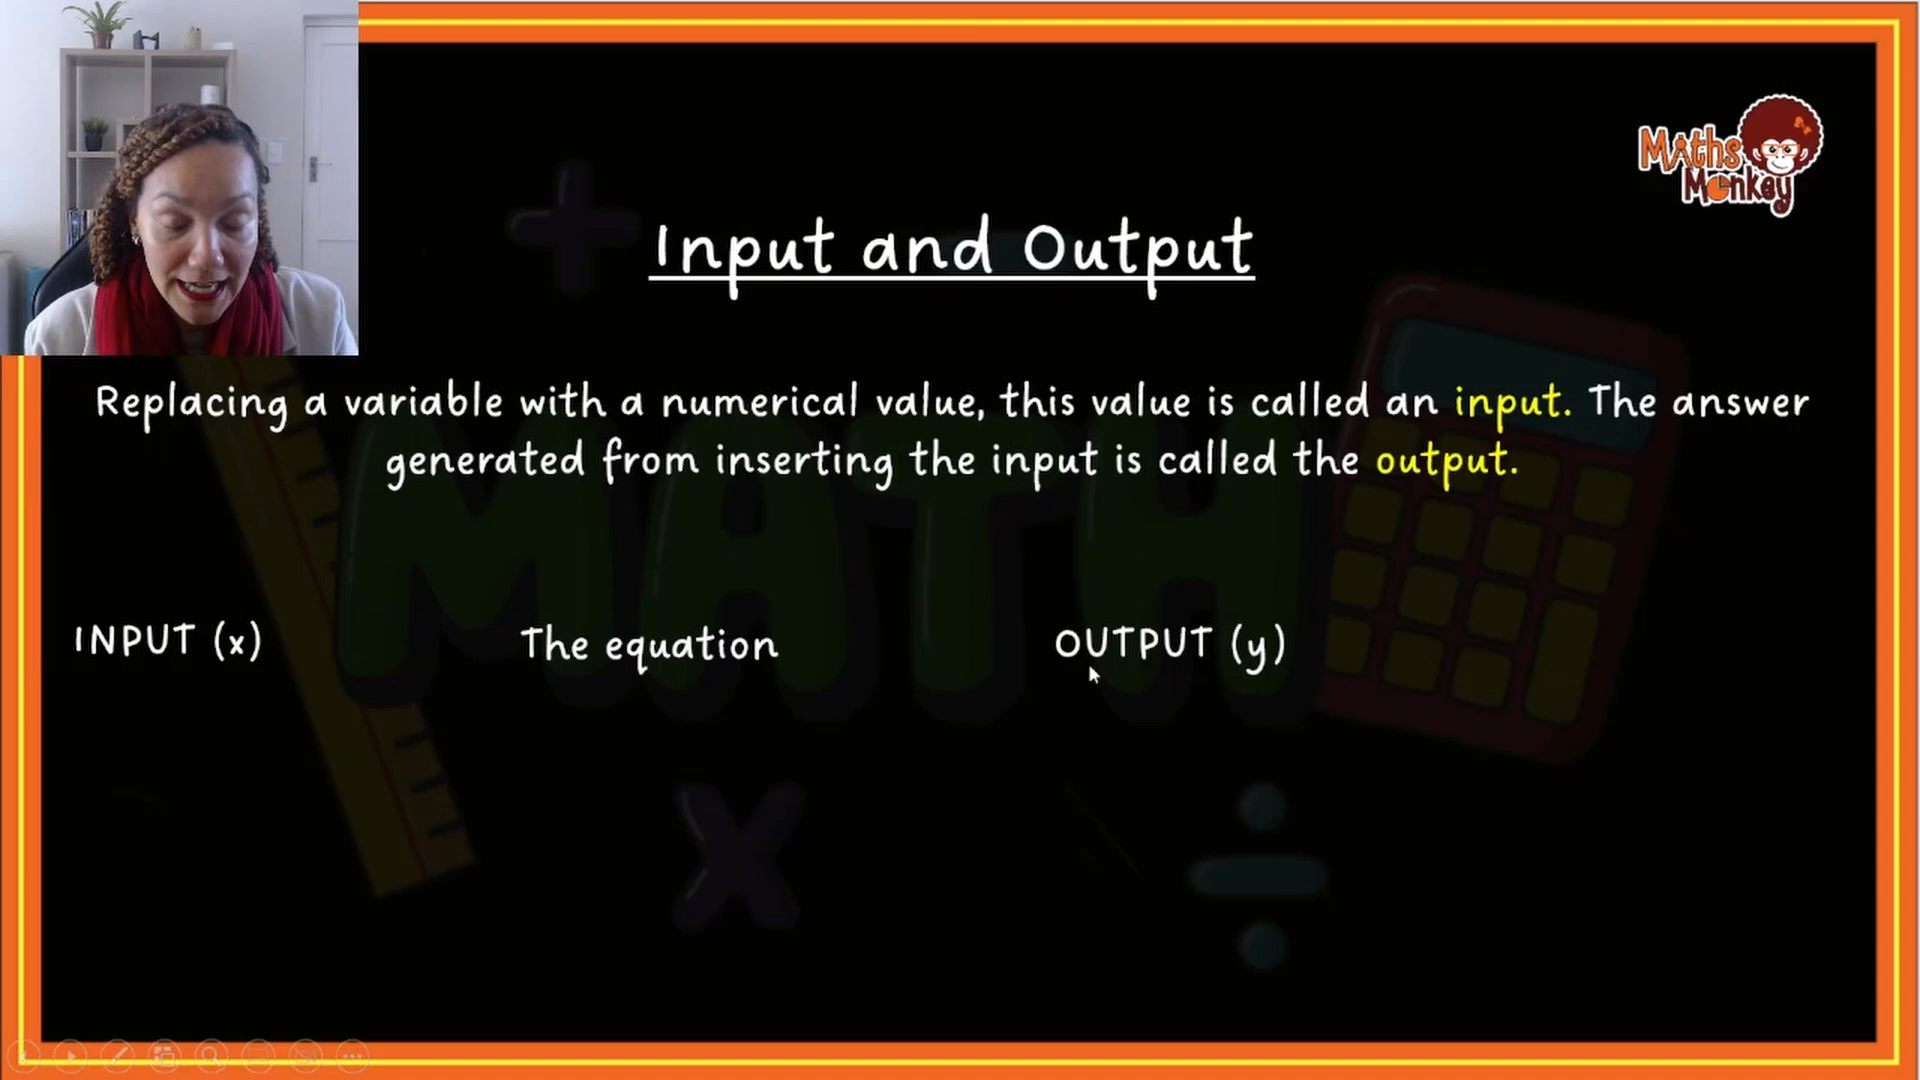 Maths
Monkey
Input and Output
Replacing a variable with a numerical value, this value is called an input. The answer
generated from inserting the input is called the output.
INPUT (x)
The equation
OUTPUT (y)
MATH